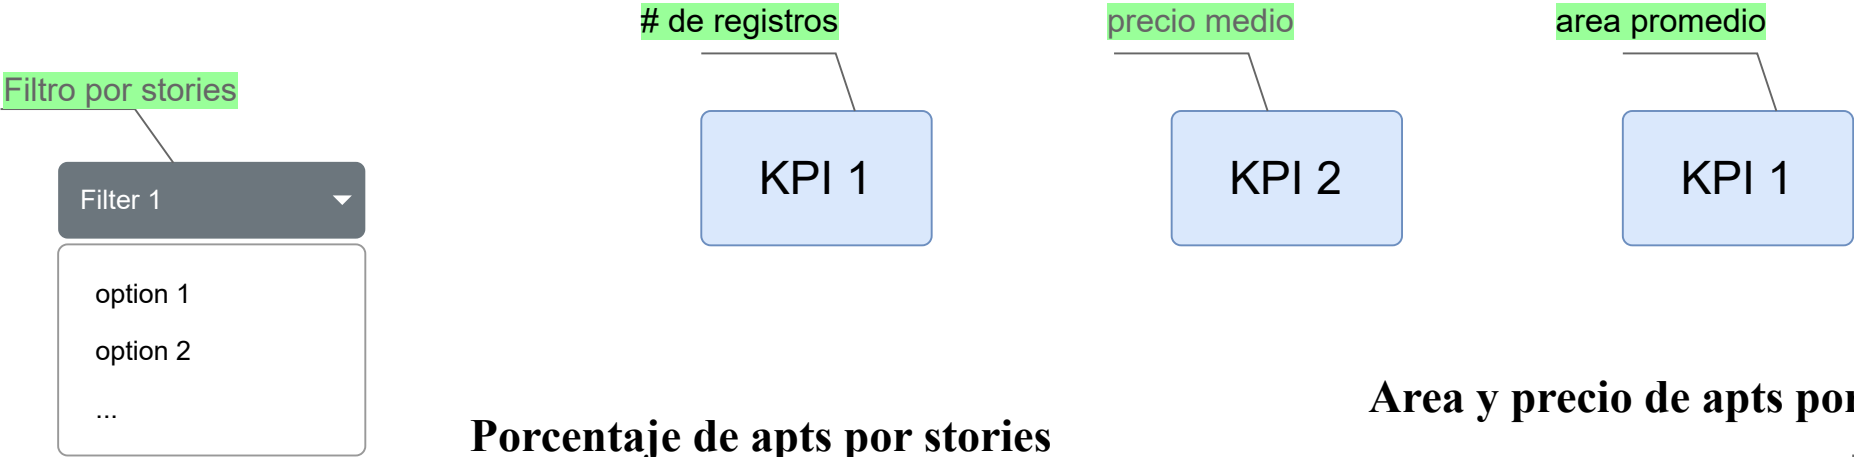 # de registros
precio medio
area promedio
Filtro por stories
Filter 1
KPI 1
KPI 2
KPI 1
option 1
option 2
...
Area y precio de apts por
Porcentaje de apts por stories